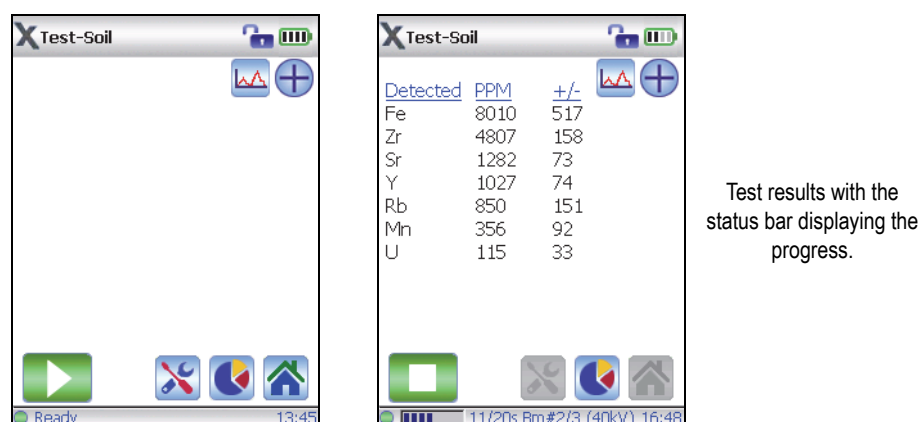 Test-Soil
Ready 13:45
Test-Soil
Detected PPM +/-
Fe 8010 517
Zr 4807 158
Sr 1282 73
Y 1027 74
Rb 850 151
Mn 356 92
U 115 33
11/20s Bm#2/3 (40kV) 16:48
Test results with the
status bar displaying the
progress.